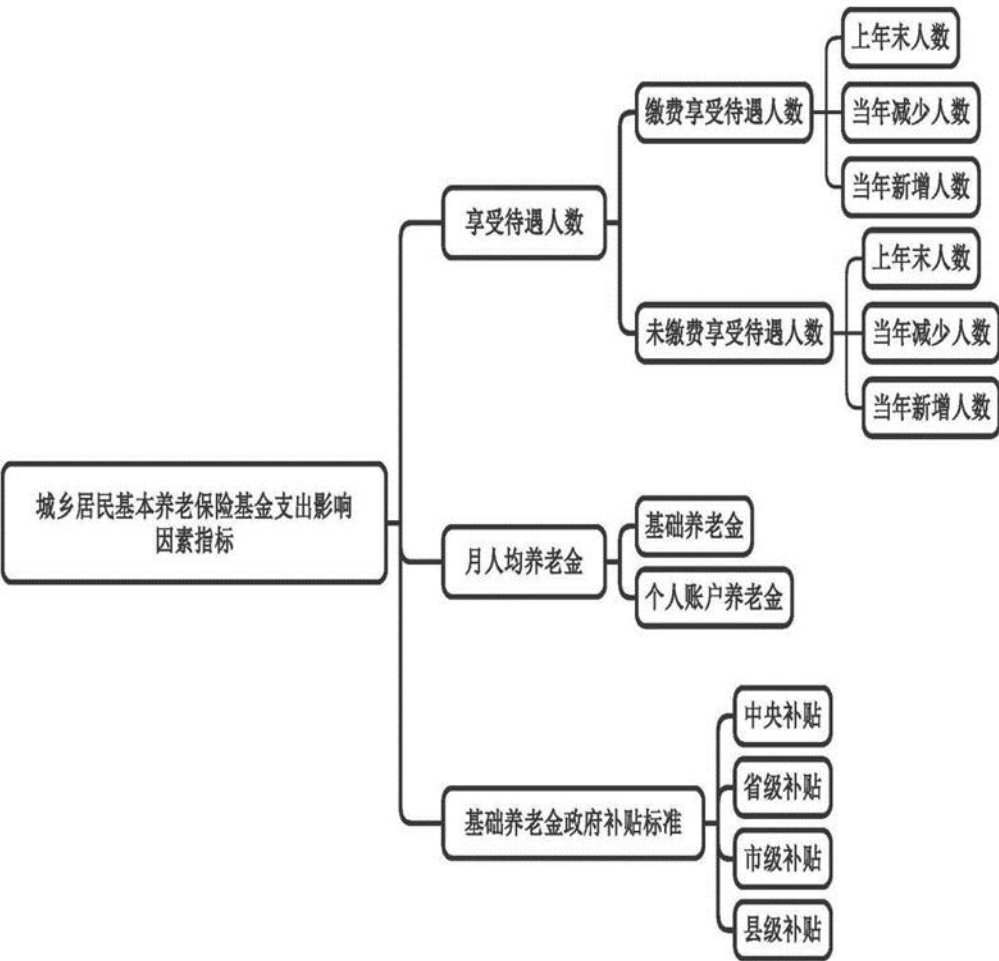 城乡居民基本养老保险基金支出影响
因素指标
享受待遇人数
缴费享受待遇人数
上年末人数
当年减少人数
当年新增人数
未缴费享受待遇人数
上年末人数
当年减少人数
当年新增人数
月人均养老金
基础养老金
个人账户养老金
基础养老金政府补贴标准
中央补贴
省级补贴
市级补贴
县级补贴